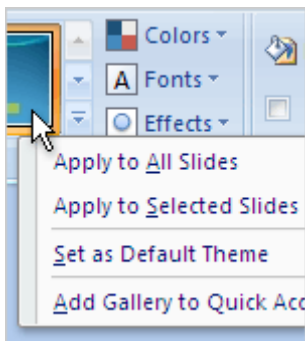 Colors
A Fonts
Effects
Apply to All Slides
Apply to Selected Slides
Set as Default Theme
Add Gallery to Quick Acc